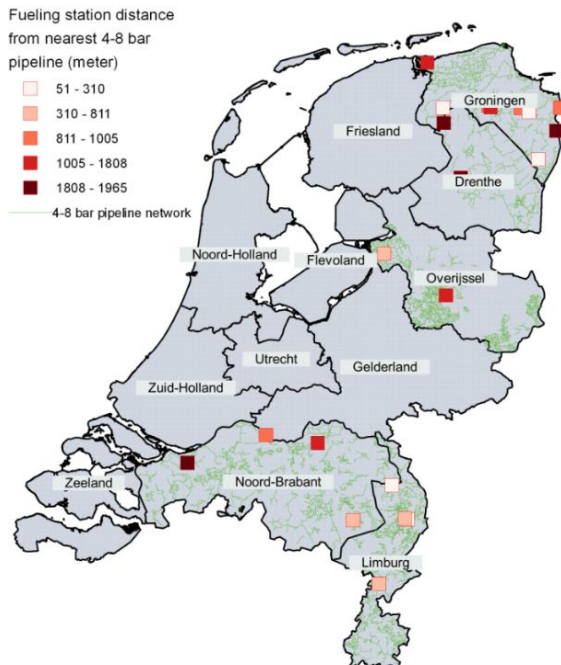 Fueling station distance
from nearest 4-8 bar
pipeline (meter)
51 - 310
310 - 811
811 - 1005
1005 - 1808
1808 - 1965
4-8 bar pipeline network
Groningen
Friesland
Drenthe
Noord-Holland
Flevoland
Overijssel
Utrecht
Gelderland
Zuid-Holland
Zeeland
Noord-Brabant
Limburg